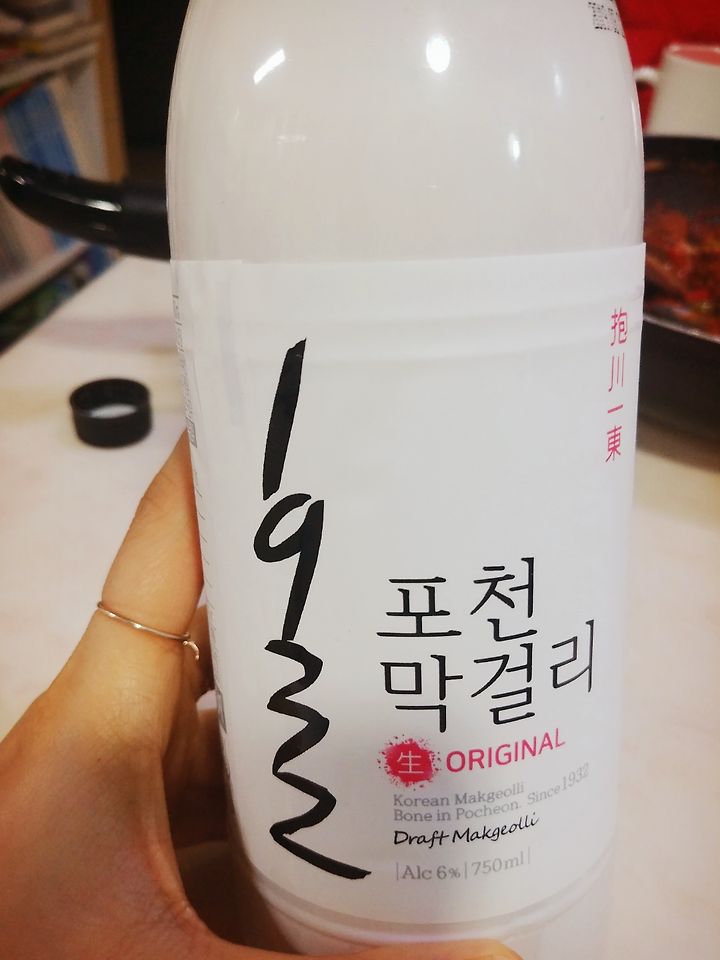 1932
抱川一東
포천
막걸리
生 ORIGINAL
Korean Makgeolli
Bone in Pocheon. Since 1932
Draft Makgeolli
|Alc 6%|750ml|